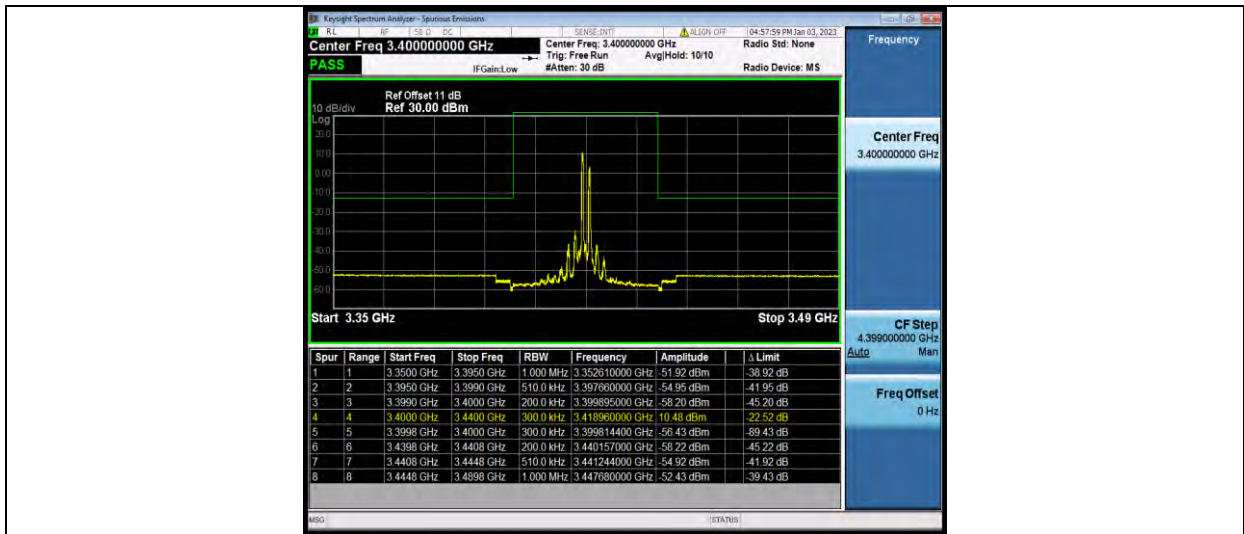 Keysight Spectrum Analyzer - Spurious Emissions
RL RF 50 Ω DC SENSE:INT ALIGN OFF 04:57:59 PM Jan 03, 2023
Center Freq 3.400000000 GHz
Center Freq: 3.400000000 GHz
Radio Std: None
Trig: Free Run Avg|Hold: 10/10
PASS
IFGain:Low
#Atten: 30 dB
Radio Device: MS
Ref Offset 11 dB
10 dB/div Ref 30.00 dBm
Log
20.0
10.0
0.00
-10.0
-20.0
-30.0
-40.0
-50.0
-60.0
Start 3.35 GHz Stop 3.49 GHz
Spur Range Start Freq Stop Freq RBW Frequency Amplitude Δ Limit
1 1 3.3500 GHz 3.3950 GHz 1.000 MHz 3.352610000 GHz -51.92 dBm -38.92 dB
2 2 3.3950 GHz 3.3990 GHz 510.0 kHz 3.397660000 GHz -54.95 dBm -41.95 dB
3 3 3.3990 GHz 3.4000 GHz 200.0 kHz 3.399895000 GHz -58.20 dBm -45.20 dB
4 4 3.4000 GHz 3.4400 GHz 300.0 kHz 3.418960000 GHz 10.48 dBm -22.52 dB
5 5 3.3998 GHz 3.4000 GHz 300.0 kHz 3.399814400 GHz -56.43 dBm -89.43 dB
6 6 3.4398 GHz 3.4408 GHz 200.0 kHz 3.440157000 GHz -58.22 dBm -45.22 dB
7 7 3.4408 GHz 3.4448 GHz 510.0 kHz 3.441244000 GHz -54.92 dBm -41.92 dB
8 8 3.4448 GHz 3.4898 GHz 1.000 MHz 3.447680000 GHz -52.43 dBm -39.43 dB
MSG STATUS
Frequency
Center Freq
3.400000000 GHz
CF Step
4.399000000 GHz
Auto Man
Freq Offset
0 Hz